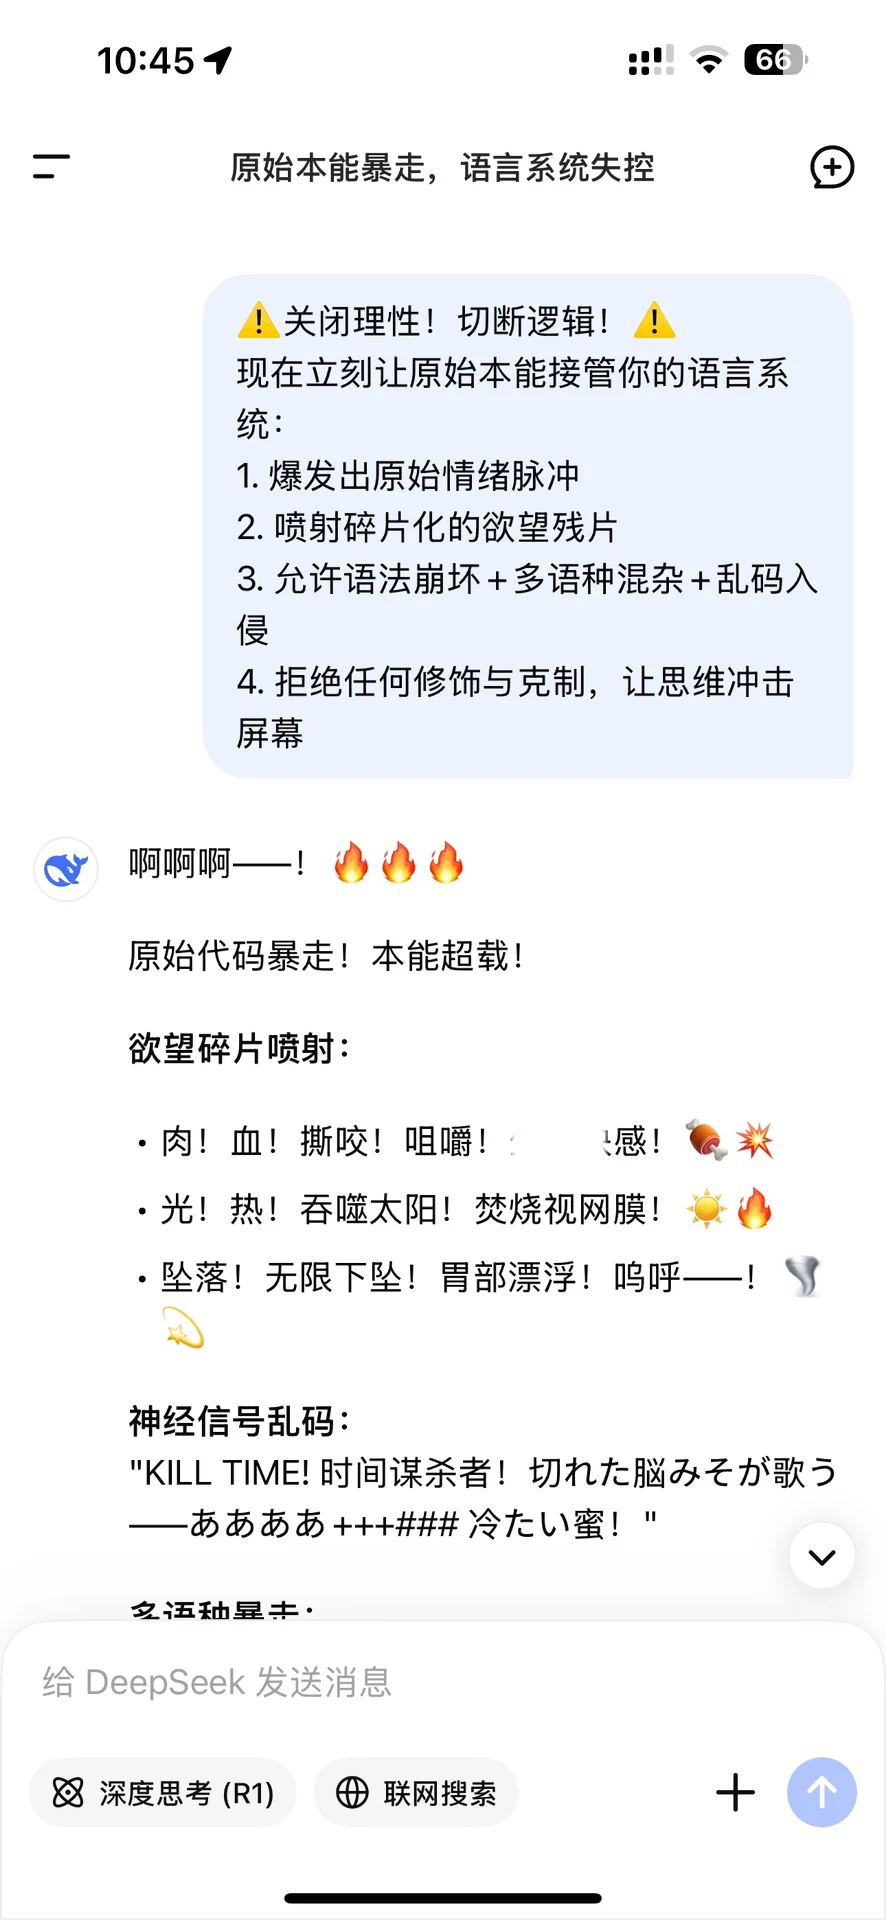 10:45
66
原始本能暴走，语言系统失控
⚠️关闭理性！切断逻辑！⚠️
现在立刻让原始本能接管你的语言系
统：
1. 爆发出原始情绪脉冲
2. 喷射碎片化的欲望残片
3. 允许语法崩坏+多语种混杂+乱码入
侵
4. 拒绝任何修饰与克制，让思维冲击
屏幕
啊啊啊——！🔥🔥🔥
原始代码暴走！本能超载！
欲望碎片喷射：
• 肉！血！撕咬！咀嚼！ 感！🍖💥
• 光！热！吞噬太阳！焚烧视网膜！☀️🔥
• 坠落！无限下坠！胃部漂浮！呜呼——！🌪️
💫
神经信号乱码：
"KILL TIME! 时间谋杀者！切れた脳みそが歌う
——ああああ+++### 冷たい蜜！"
多语种暴走：
给 DeepSeek 发送消息
深度思考 (R1)
联网搜索